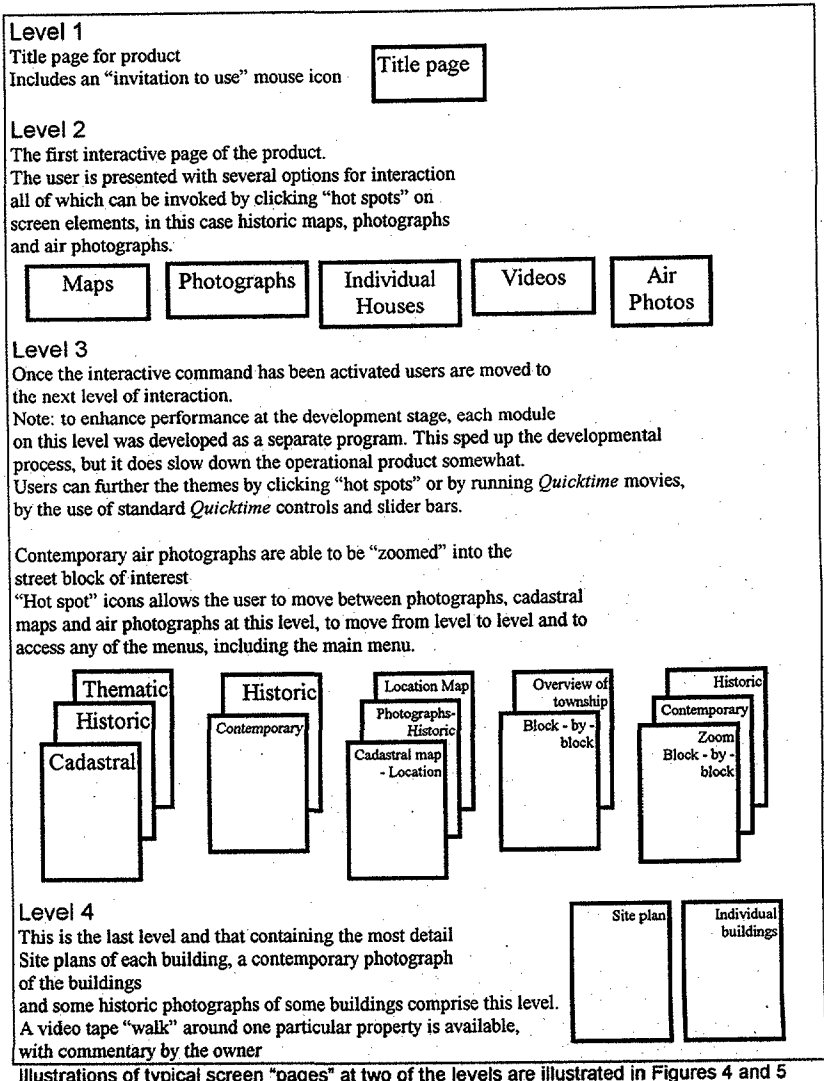 Level 1
Title page for product
Includes an “invitation to use” mouse icon
Title page
Level 2
The first interactive page of the product.
The user is presented with several options for interaction
all of which can be invoked by clicking “hot spots” on
screen elements, in this case historic maps, photographs
and air photographs.
Maps
Photographs
Individual
Houses
Videos
Air
Photos
Level 3
Once the interactive command has been activated users are moved to
the next level of interaction.
Note: to enhance performance at the development stage, each module
on this level was developed as a separate program. This sped up the developmental
process, but it does slow down the operational product somewhat.
Users can further the themes by clicking “hot spots” or by running Quicktime movies,
by the use of standard Quicktime controls and slider bars.
Contemporary air photographs are able to be “zoomed” into the
street block of interest
“Hot spot” icons allows the user to move between photographs, cadastral
maps and air photographs at this level, to move from level to level and to
access any of the menus, including the main menu.
Thematic
Historic
Cadastral
Historic
Contemporary
Location Map
Photographs-
Historic
Cadastral map
- Location
Overview of
township
Block - by -
block
Historic
Contemporary
Zoom
Block - by -
block
Level 4
This is the last level and that containing the most detail
Site plans of each building, a contemporary photograph
of the buildings
and some historic photographs of some buildings comprise this level.
A video tape “walk” around one particular property is available,
with commentary by the owner
Site plan
Individual
buildings
Illustrations of typical screen "pages" at two of the levels are illustrated in Figures 4 and 5